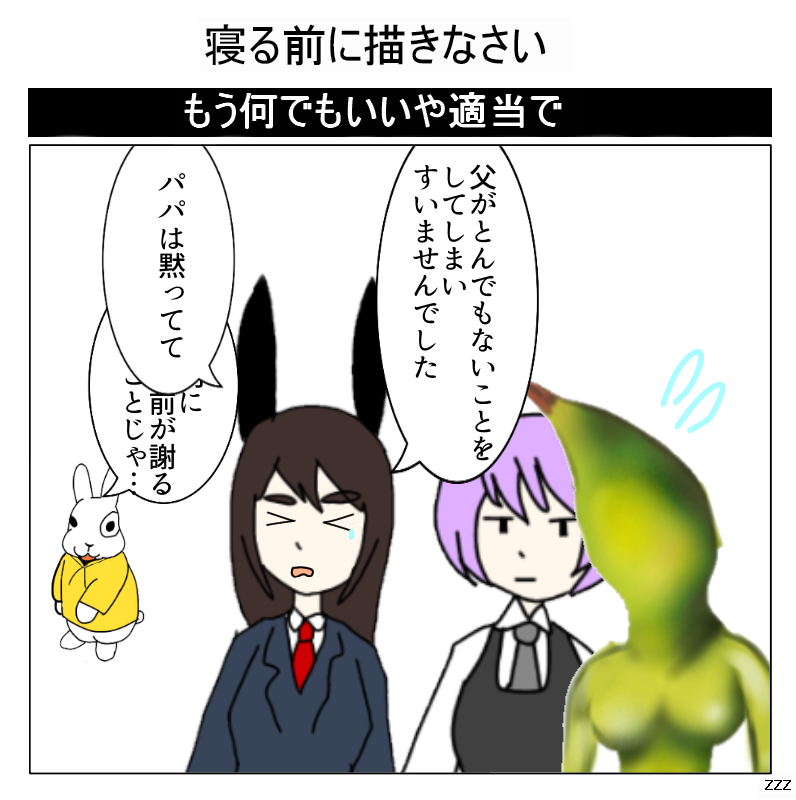 寝る前に描きなさい
もう何でもいいや適当で
父がとんでもないことを
してしまい
すいませんでした
パパは黙ってて
に
前が謝る
ことじゃ…
zzz